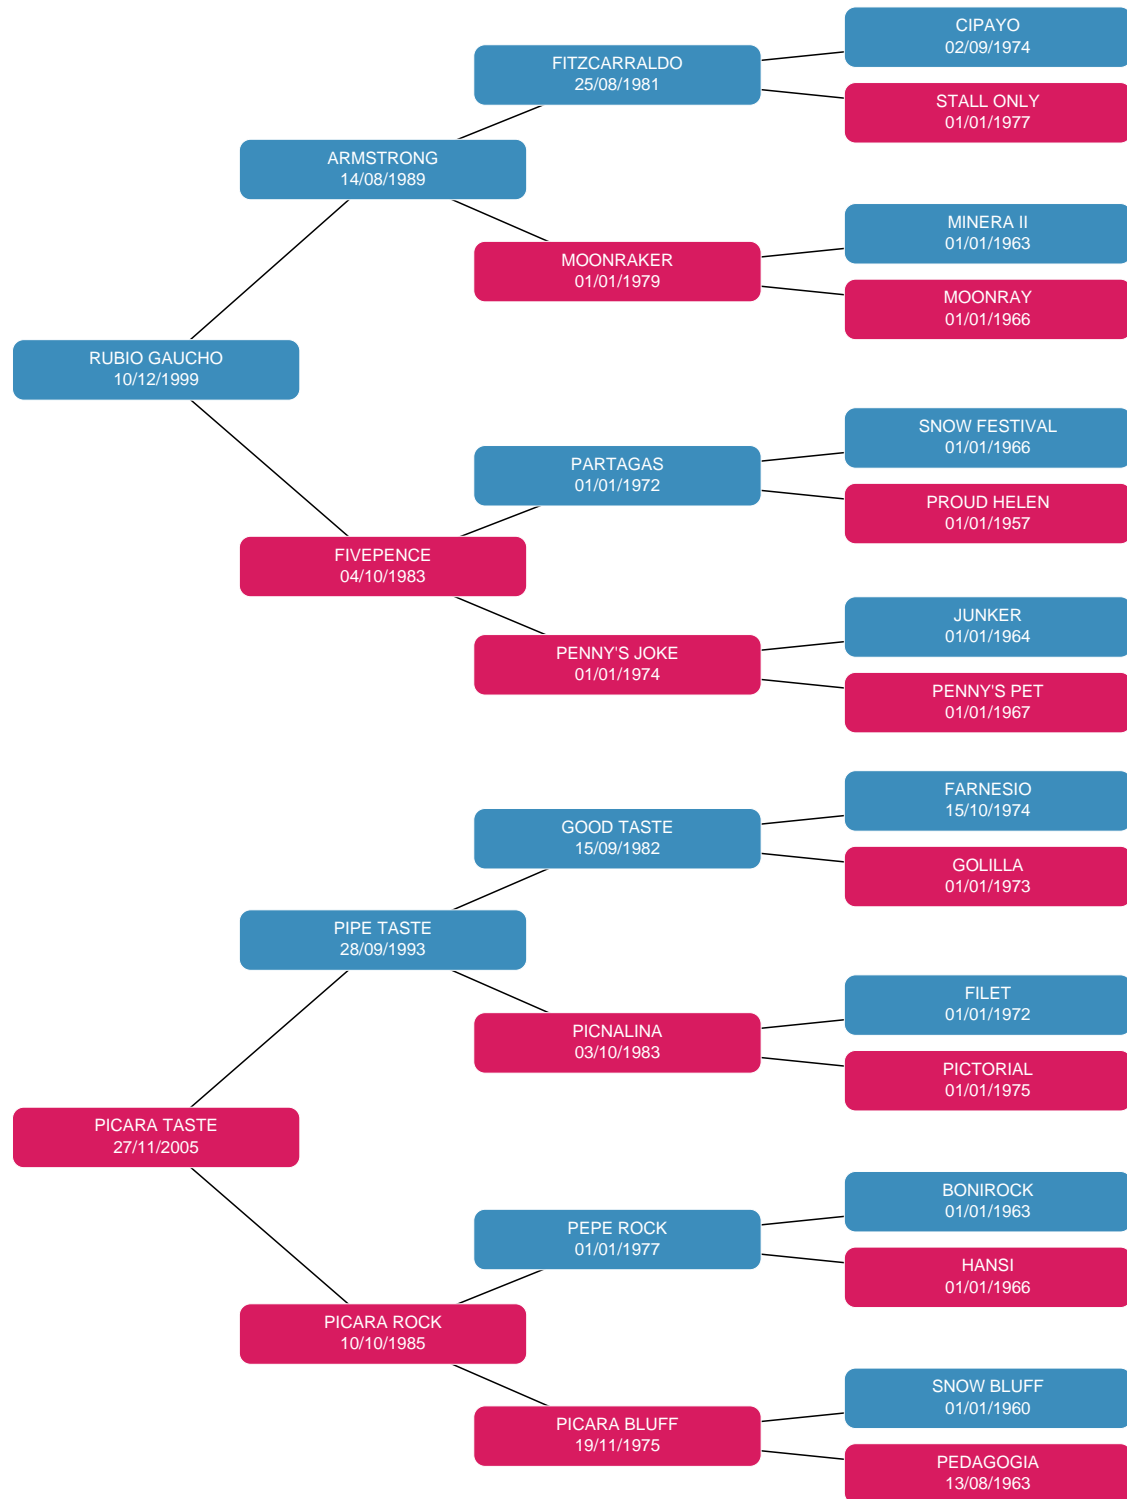 CIPAYO
02/09/1974
FITZCARRALDO
25/08/1981
STALL ONLY
01/01/1977
ARMSTRONG
14/08/1989
MINERA II
01/01/1963
MOONRAKER
01/01/1979
MOONRAY
01/01/1966
RUBIO GAUCHO
10/12/1999
SNOW FESTIVAL
01/01/1966
PARTAGAS
01/01/1972
PROUD HELEN
01/01/1957
FIVEPENCE
04/10/1983
JUNKER
01/01/1964
PENNY'S JOKE
01/01/1974
PENNY'S PET
01/01/1967
FARNESIO
15/10/1974
GOOD TASTE
15/09/1982
GOLILLA
01/01/1973
PIPE TASTE
28/09/1993
FILET
01/01/1972
PICNALINA
03/10/1983
PICTORIAL
01/01/1975
PICARA TASTE
27/11/2005
BONIROCK
01/01/1963
PEPE ROCK
01/01/1977
HANSI
01/01/1966
PICARA ROCK
10/10/1985
SNOW BLUFF
01/01/1960
PICARA BLUFF
19/11/1975
PEDAGOGIA
13/08/1963